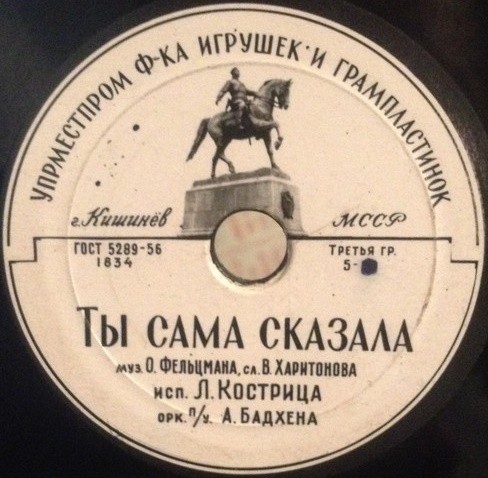 УПРМЕСТПРОМ Ф-КА ИГРУШЕК И ГРАМПЛАСТИНОК
г. Кишинёв МССР
ГОСТ 5289-56
1834
ТРЕТЬЯ ГР.
5-
ТЫ САМА СКАЗАЛА
МУЗ. О. ФЕЛЬЦМАНА, СЛ. В. ХАРИТОНОВА
ИСП. Л. КОСТРИЦА
ОРК. П/У. А. БАДХЕНА